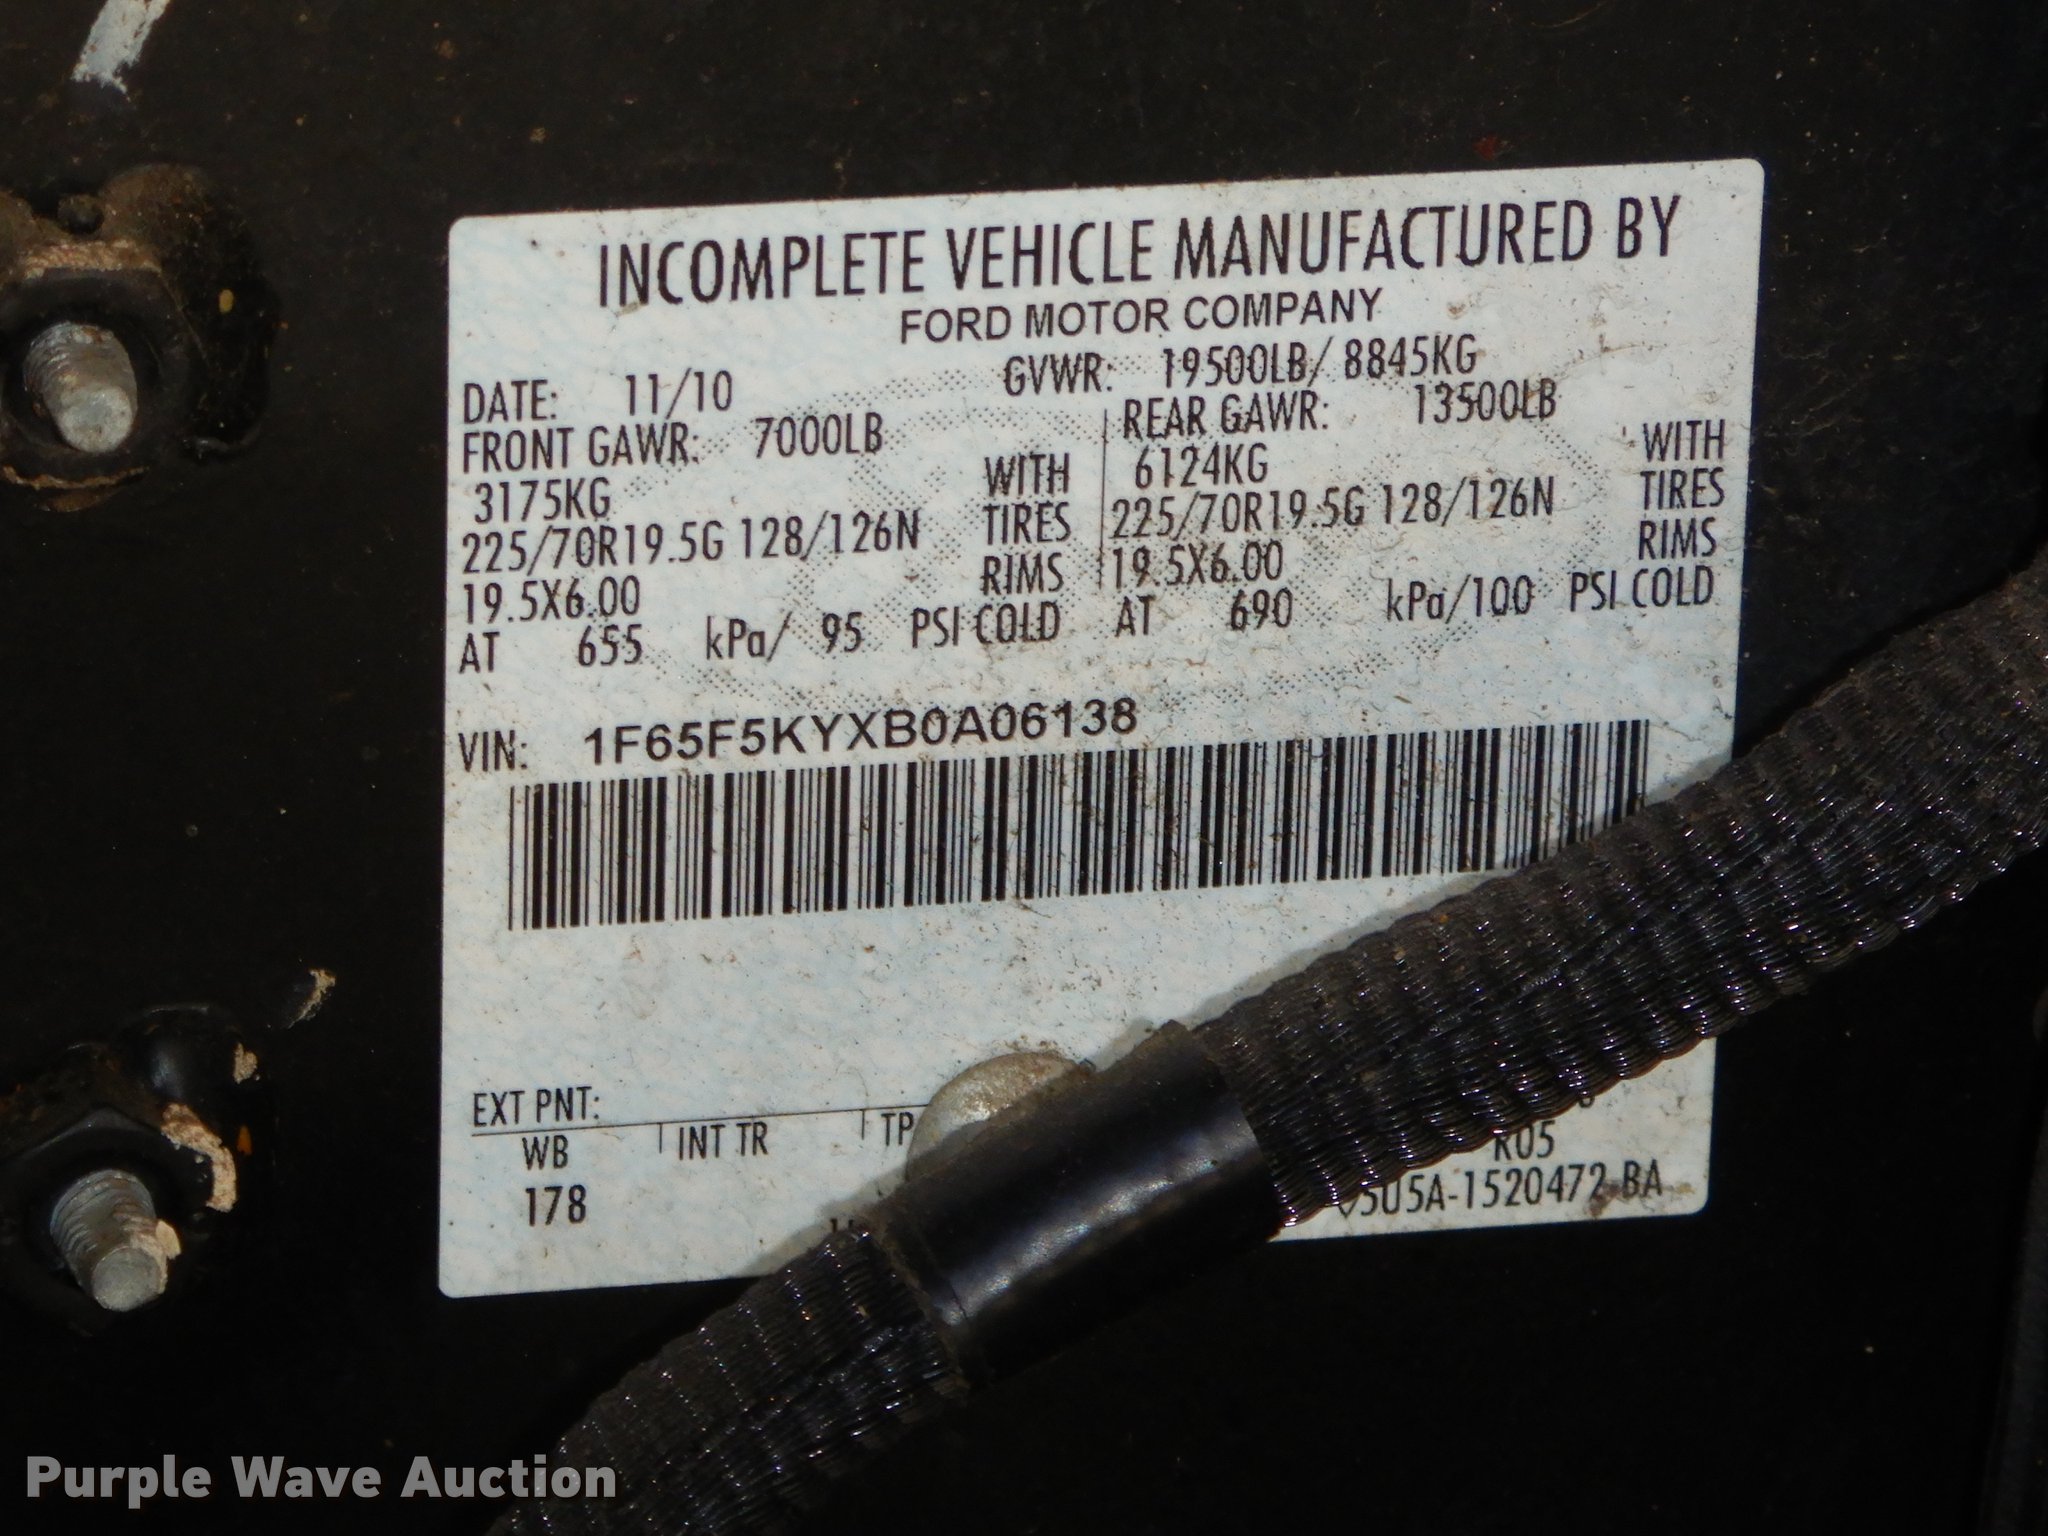 INCOMPLETE VEHICLE MANUFACTURED BY
FORD MOTOR COMPANY
DATE: 11/10 GVWR: 19500LB/ 8845KG
FRONT GAWR: 7000LB REAR GAWR: 13500LB
3175KG WITH 6124KG WITH
225/70R19.5G 128/126N TIRES 225/70R19.5G 128/126N TIRES
19.5X6.00 RIMS 19.5X6.00 RIMS
AT 655 kPa/ 95 PSI COLD AT 690 kPa/100 PSI COLD
VIN: 1F65F5KYXB0A06138
EXT PNT:
WB INT TR TP R05
178 5U5A-1520472-BA
Purple Wave Auction